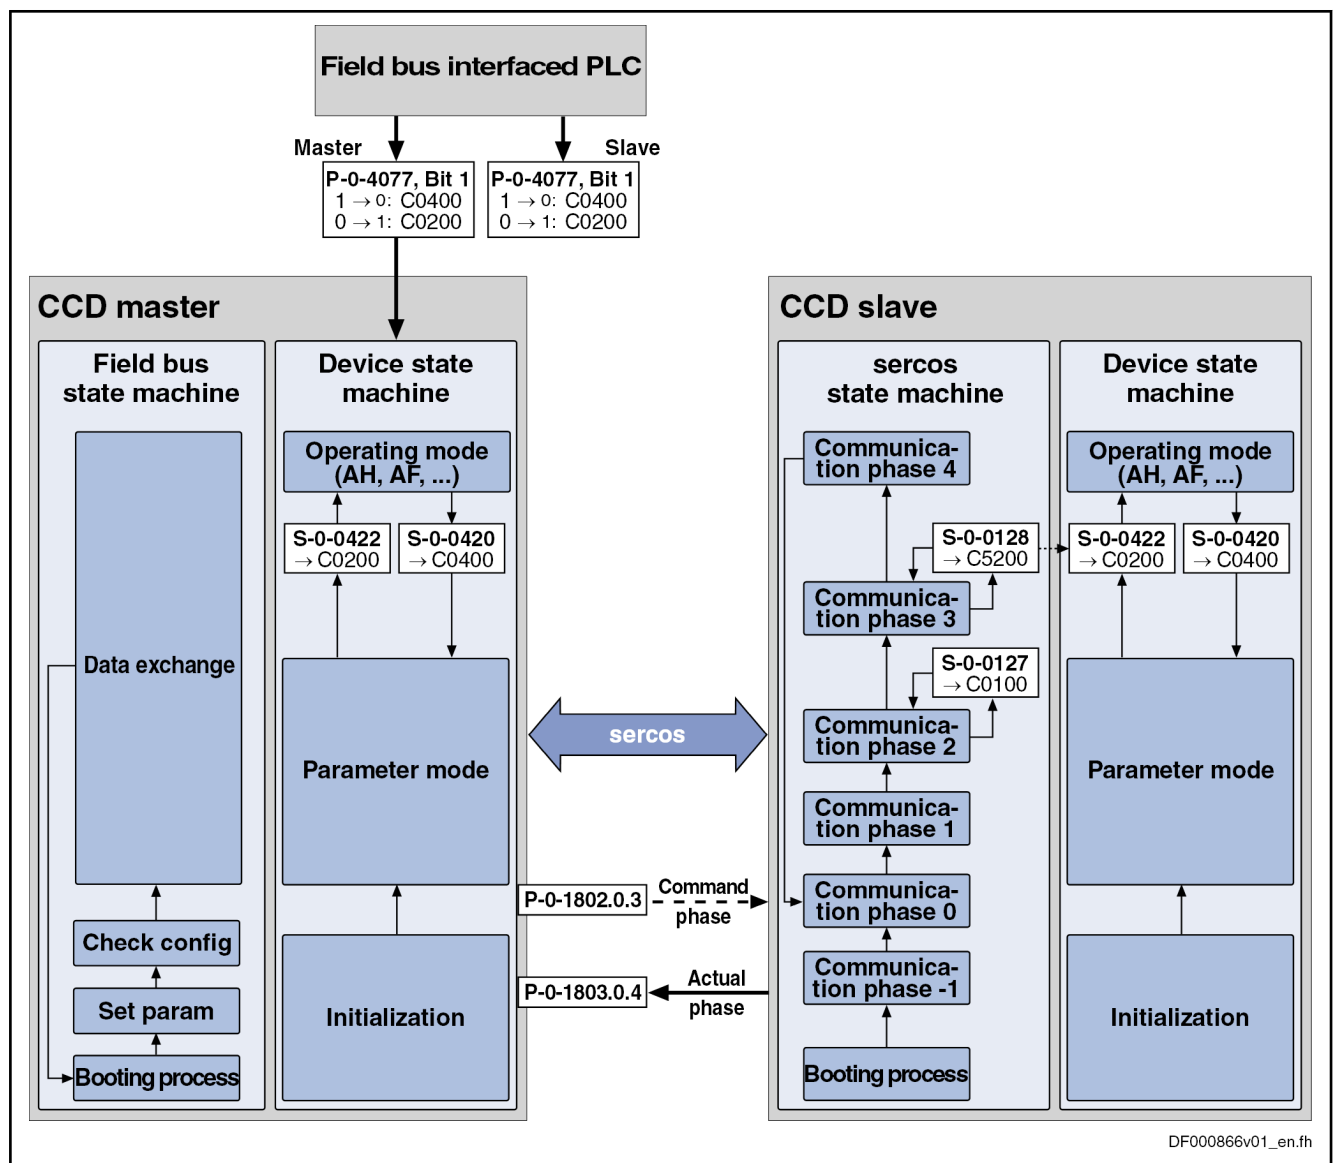 Field bus interfaced PLC
Master
Slave
P-0-4077, Bit 1
1 → 0: C0400
0 → 1: C0200
P-0-4077, Bit 1
1 → 0: C0400
0 → 1: C0200
CCD master
Field bus
state machine
Data exchange
Check config
Set param
Booting process
Device state
machine
Operating mode
(AH, AF, ...)
S-0-0422
→ C0200
S-0-0420
→ C0400
Parameter mode
Initialization
sercos
P-0-1802.0.3
Command
phase
P-0-1803.0.4
Actual
phase
CCD slave
sercos
state machine
Communica-
tion phase 4
S-0-0128
→ C5200
Communica-
tion phase 3
S-0-0127
→ C0100
Communica-
tion phase 2
Communica-
tion phase 1
Communica-
tion phase 0
Communica-
tion phase -1
Booting process
Device state
machine
Operating mode
(AH, AF, ...)
S-0-0422
→ C0200
S-0-0420
→ C0400
Parameter mode
Initialization
DF000866v01_en.fh